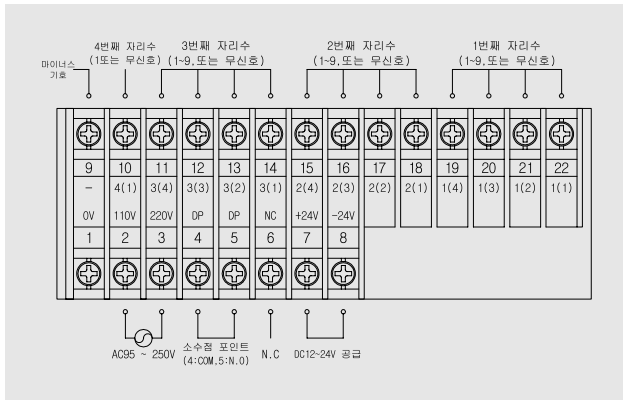 4번째 자리수 3번째 자리수 2번째 자리수 1번째 자리수
마이너스 (1또는 무신호) (1~9,또는 무신호) (1~9,또는 무신호) (1~9,또는 무신호)
기호
9 10 11 12 13 14 15 16 17 18 19 20 21 22
- 4(1) 3(4) 3(3) 3(2) 3(1) 2(4) 2(3) 2(2) 2(1) 1(4) 1(3) 1(2) 1(1)
0V 110V 220V DP DP NC +24V -24V
1 2 3 4 5 6 7 8
AC95 ~ 250V 소수점 포인트 N.C DC12~24V 공급
(4:COM,5:N.O)